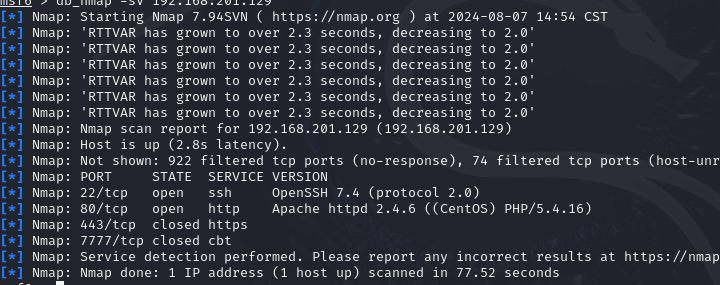 msf6 > db_nmap -sV 192.168.201.129
[*] Nmap: Starting Nmap 7.94SVN ( https://nmap.org ) at 2024-08-07 14:54 CST
[*] Nmap: 'RTTVAR has grown to over 2.3 seconds, decreasing to 2.0'
[*] Nmap: 'RTTVAR has grown to over 2.3 seconds, decreasing to 2.0'
[*] Nmap: 'RTTVAR has grown to over 2.3 seconds, decreasing to 2.0'
[*] Nmap: 'RTTVAR has grown to over 2.3 seconds, decreasing to 2.0'
[*] Nmap: 'RTTVAR has grown to over 2.3 seconds, decreasing to 2.0'
[*] Nmap: 'RTTVAR has grown to over 2.3 seconds, decreasing to 2.0'
[*] Nmap: Nmap scan report for 192.168.201.129 (192.168.201.129)
[*] Nmap: Host is up (2.8s latency).
[*] Nmap: Not shown: 922 filtered tcp ports (no-response), 74 filtered tcp ports (host-unr
[*] Nmap: PORT     STATE  SERVICE VERSION
[*] Nmap: 22/tcp   open   ssh     OpenSSH 7.4 (protocol 2.0)
[*] Nmap: 80/tcp   open   http    Apache httpd 2.4.6 ((CentOS) PHP/5.4.16)
[*] Nmap: 443/tcp  closed https
[*] Nmap: 7777/tcp closed cbt
[*] Nmap: Service detection performed. Please report any incorrect results at https://nmap
[*] Nmap: Nmap done: 1 IP address (1 host up) scanned in 77.52 seconds